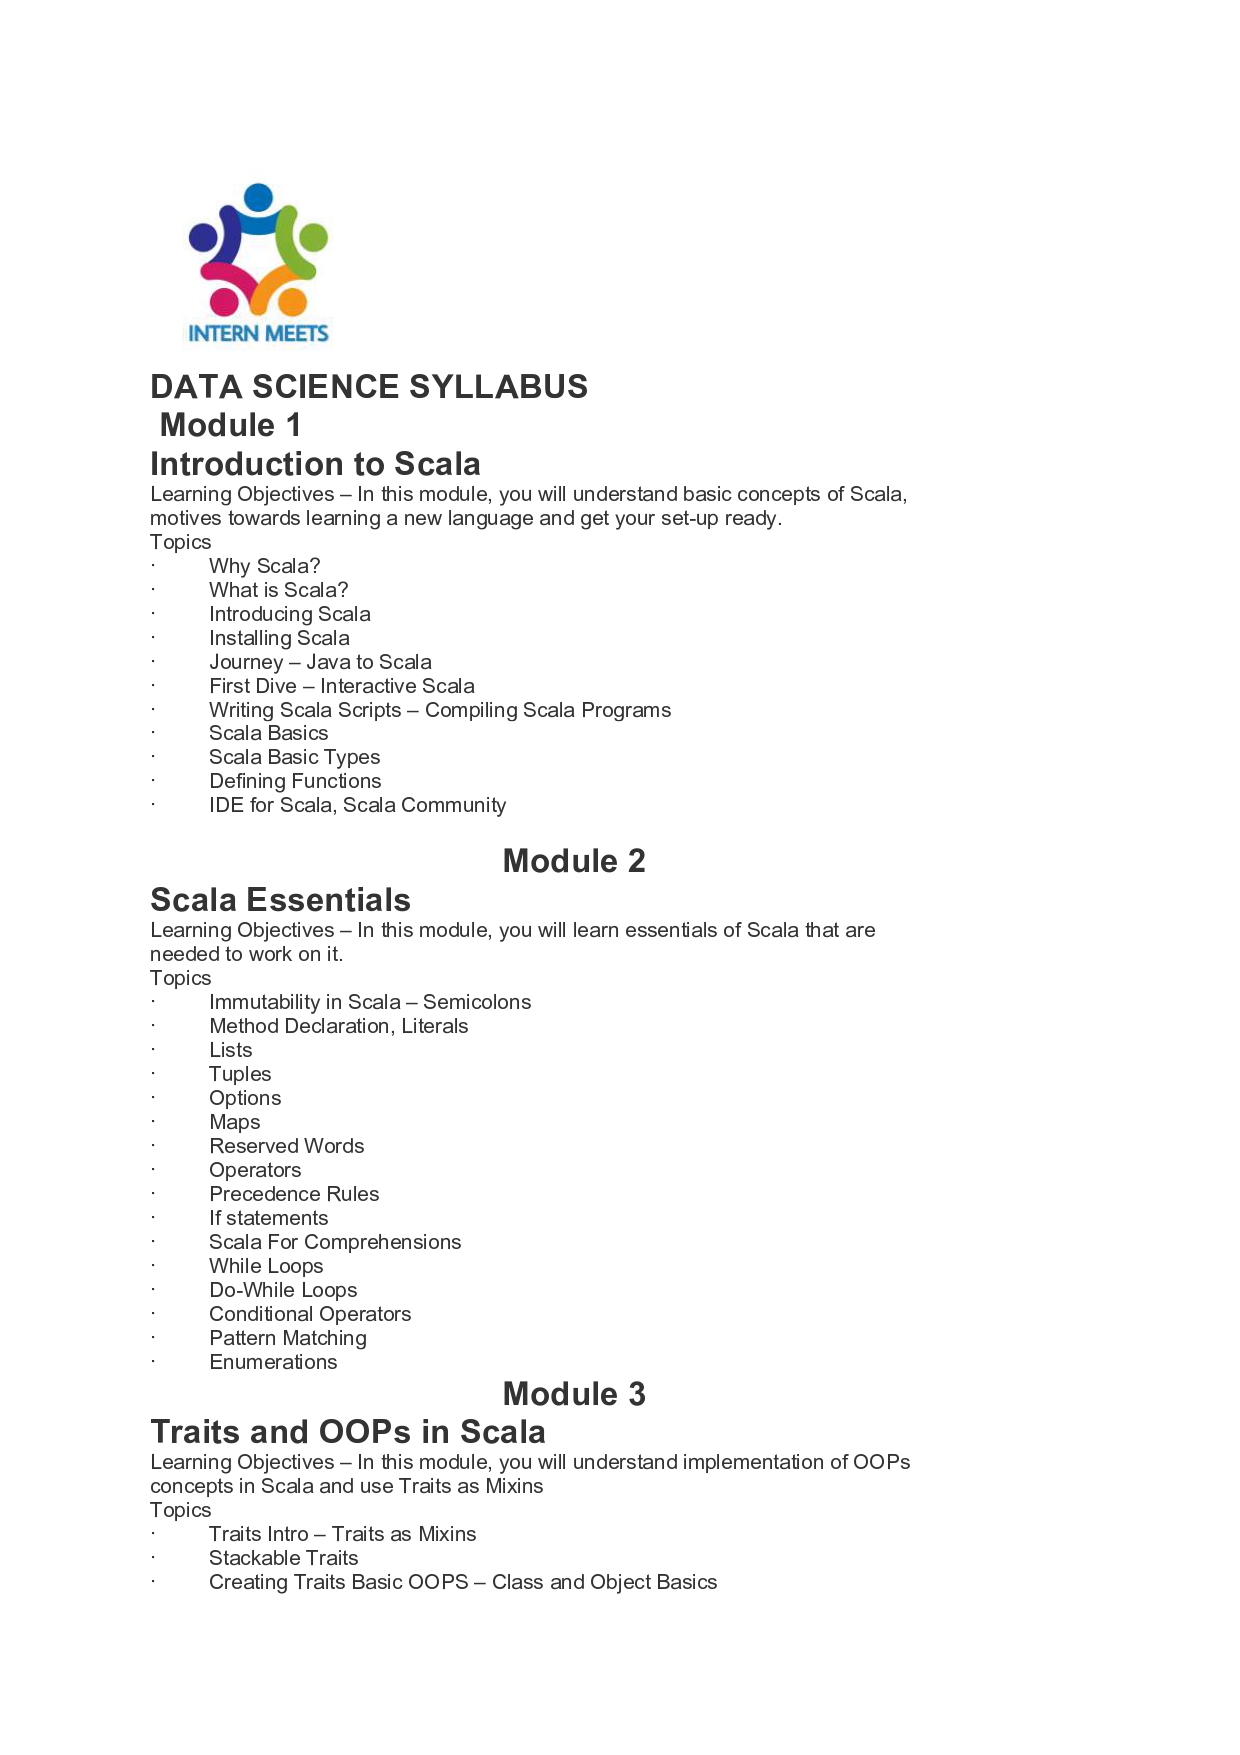 INTERN MEETS
DATA SCIENCE SYLLABUS
Module 1
Introduction to Scala
Learning Objectives – In this module, you will understand basic concepts of Scala,
motives towards learning a new language and get your set-up ready.
Topics
· Why Scala?
· What is Scala?
· Introducing Scala
· Installing Scala
· Journey – Java to Scala
· First Dive – Interactive Scala
· Writing Scala Scripts – Compiling Scala Programs
· Scala Basics
· Scala Basic Types
· Defining Functions
· IDE for Scala, Scala Community
Module 2
Scala Essentials
Learning Objectives – In this module, you will learn essentials of Scala that are
needed to work on it.
Topics
· Immutability in Scala – Semicolons
· Method Declaration, Literals
· Lists
· Tuples
· Options
· Maps
· Reserved Words
· Operators
· Precedence Rules
· If statements
· Scala For Comprehensions
· While Loops
· Do-While Loops
· Conditional Operators
· Pattern Matching
· Enumerations
Module 3
Traits and OOPs in Scala
Learning Objectives – In this module, you will understand implementation of OOPs
concepts in Scala and use Traits as Mixins
Topics
· Traits Intro – Traits as Mixins
· Stackable Traits
· Creating Traits Basic OOPS – Class and Object Basics